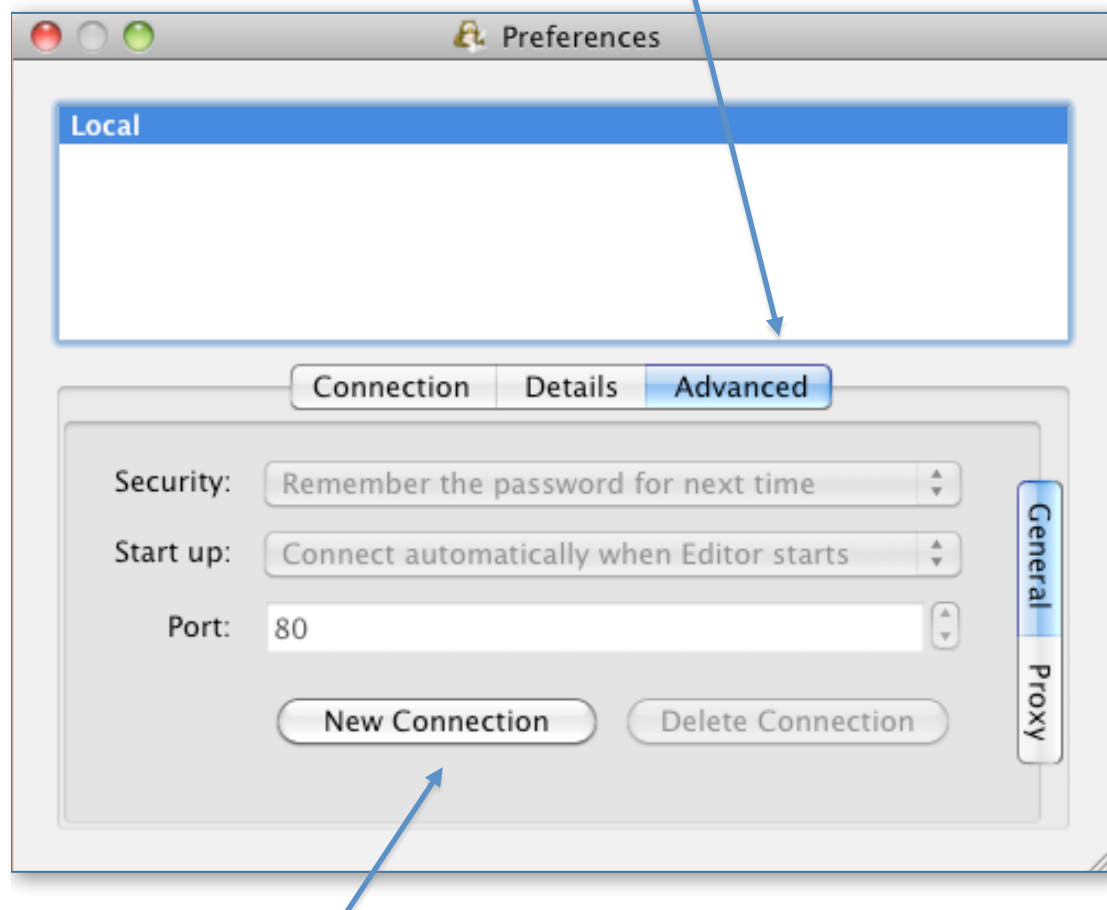 Preferences
Local
Connection Details Advanced
Security: Remember the password for next time
Start up: Connect automatically when Editor starts
Port: 80
New Connection Delete Connection
General
Proxy